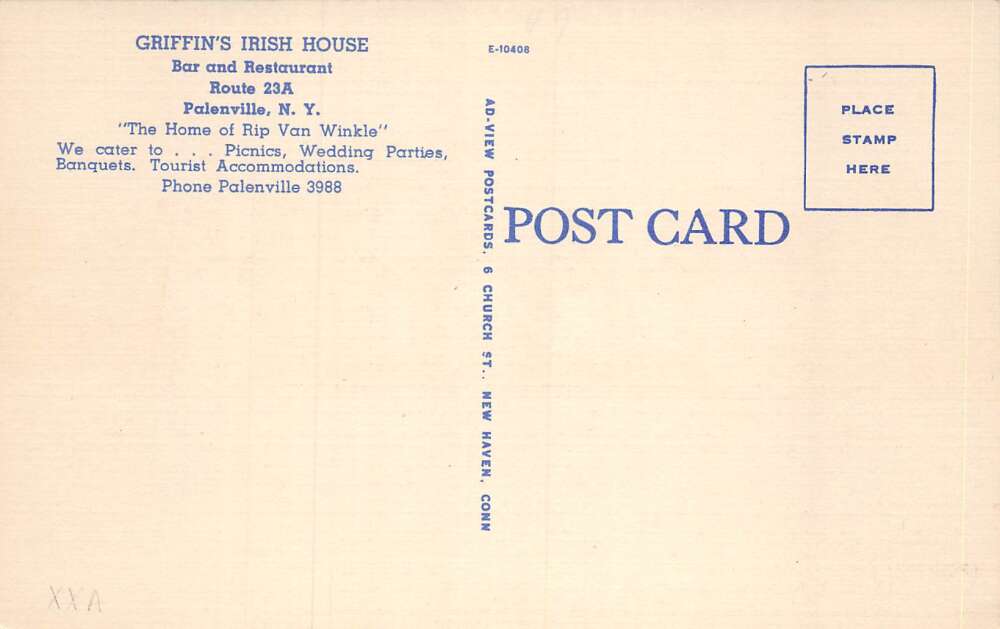 GRIFFIN'S IRISH HOUSE
Bar and Restaurant
Route 23A
Palenville, N. Y.
"The Home of Rip Van Winkle"
We cater to . . . Picnics, Wedding Parties,
Banquets. Tourist Accommodations.
Phone Palenville 3988
E-10408
AD-VIEW POSTCARDS, 6 CHURCH ST., NEW HAVEN, CONN
POST CARD
PLACE
STAMP
HERE
XXA